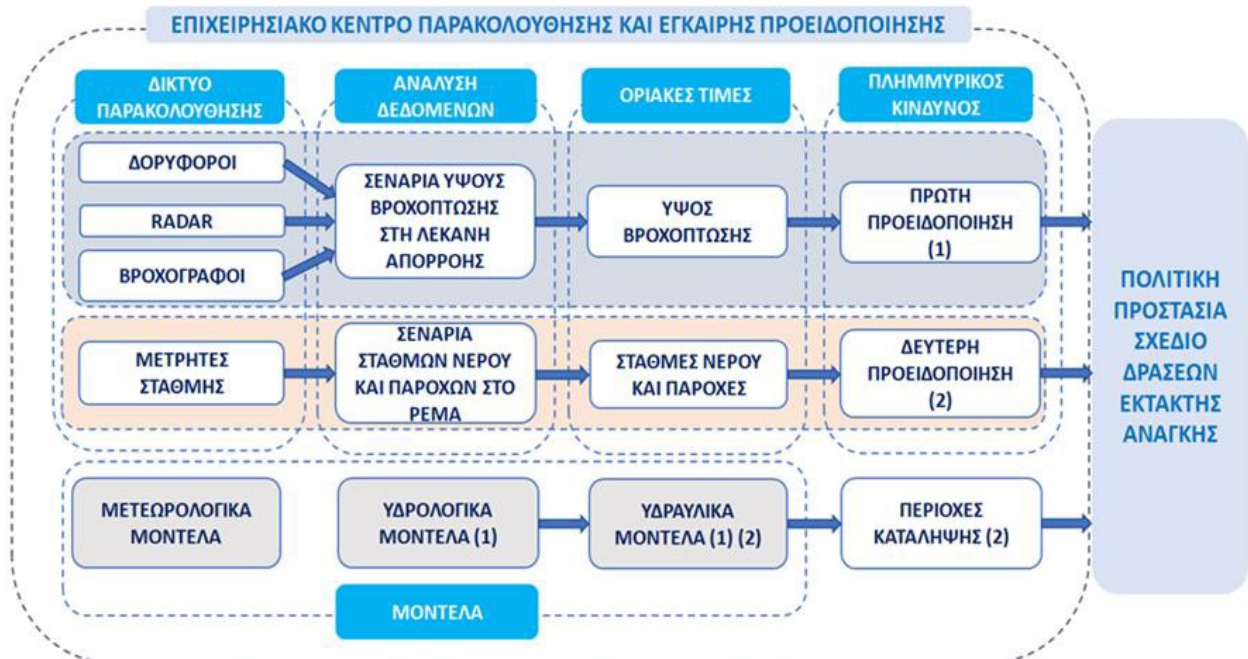 ΕΠΙΧΕΙΡΗΣΙΑΚΟ ΚΕΝΤΡΟ ΠΑΡΑΚΟΛΟΥΘΗΣΗΣ ΚΑΙ ΕΓΚΑΙΡΗΣ ΠΡΟΕΙΔΟΠΟΙΗΣΗΣ
ΔΙΚΤΥΟ
ΠΑΡΑΚΟΛΟΥΘΗΣΗΣ
ΑΝΑΛΥΣΗ
ΔΕΔΟΜΕΝΩΝ
ΟΡΙΑΚΕΣ ΤΙΜΕΣ
ΠΛΗΜΜΥΡΙΚΟΣ
ΚΙΝΔΥΝΟΣ
ΔΟΡΥΦΟΡΟΙ
RADAR
ΒΡΟΧΟΓΡΑΦΟΙ
ΣΕΝΑΡΙΑ ΥΨΟΥΣ
ΒΡΟΧΟΠΤΩΣΗΣ
ΣΤΗ ΛΕΚΑΝΗ
ΑΠΟΡΡΟΗΣ
ΥΨΟΣ
ΒΡΟΧΟΠΤΩΣΗΣ
ΠΡΩΤΗ
ΠΡΟΕΙΔΟΠΟΙΗΣΗ
(1)
ΜΕΤΡΗΤΕΣ
ΣΤΑΘΜΗΣ
ΣΕΝΑΡΙΑ
ΣΤΑΘΜΩΝ ΝΕΡΟΥ
ΚΑΙ ΠΑΡΟΧΩΝ ΣΤΟ
ΡΕΜΑ
ΣΤΑΘΜΕΣ ΝΕΡΟΥ
ΚΑΙ ΠΑΡΟΧΕΣ
ΔΕΥΤΕΡΗ
ΠΡΟΕΙΔΟΠΟΙΗΣΗ
(2)
ΜΕΤΕΩΡΟΛΟΓΙΚΑ
ΜΟΝΤΕΛΑ
ΥΔΡΟΛΟΓΙΚΑ
ΜΟΝΤΕΛΑ (1)
ΥΔΡΑΥΛΙΚΑ
ΜΟΝΤΕΛΑ (1) (2)
ΠΕΡΙΟΧΕΣ
ΚΑΤΑΛΗΨΗΣ (2)
ΜΟΝΤΕΛΑ
ΠΟΛΙΤΙΚΗ
ΠΡΟΣΤΑΣΙΑ
ΣΧΕΔΙΟ
ΔΡΑΣΕΩΝ
ΕΚΤΑΚΤΗΣ
ΑΝΑΓΚΗΣ